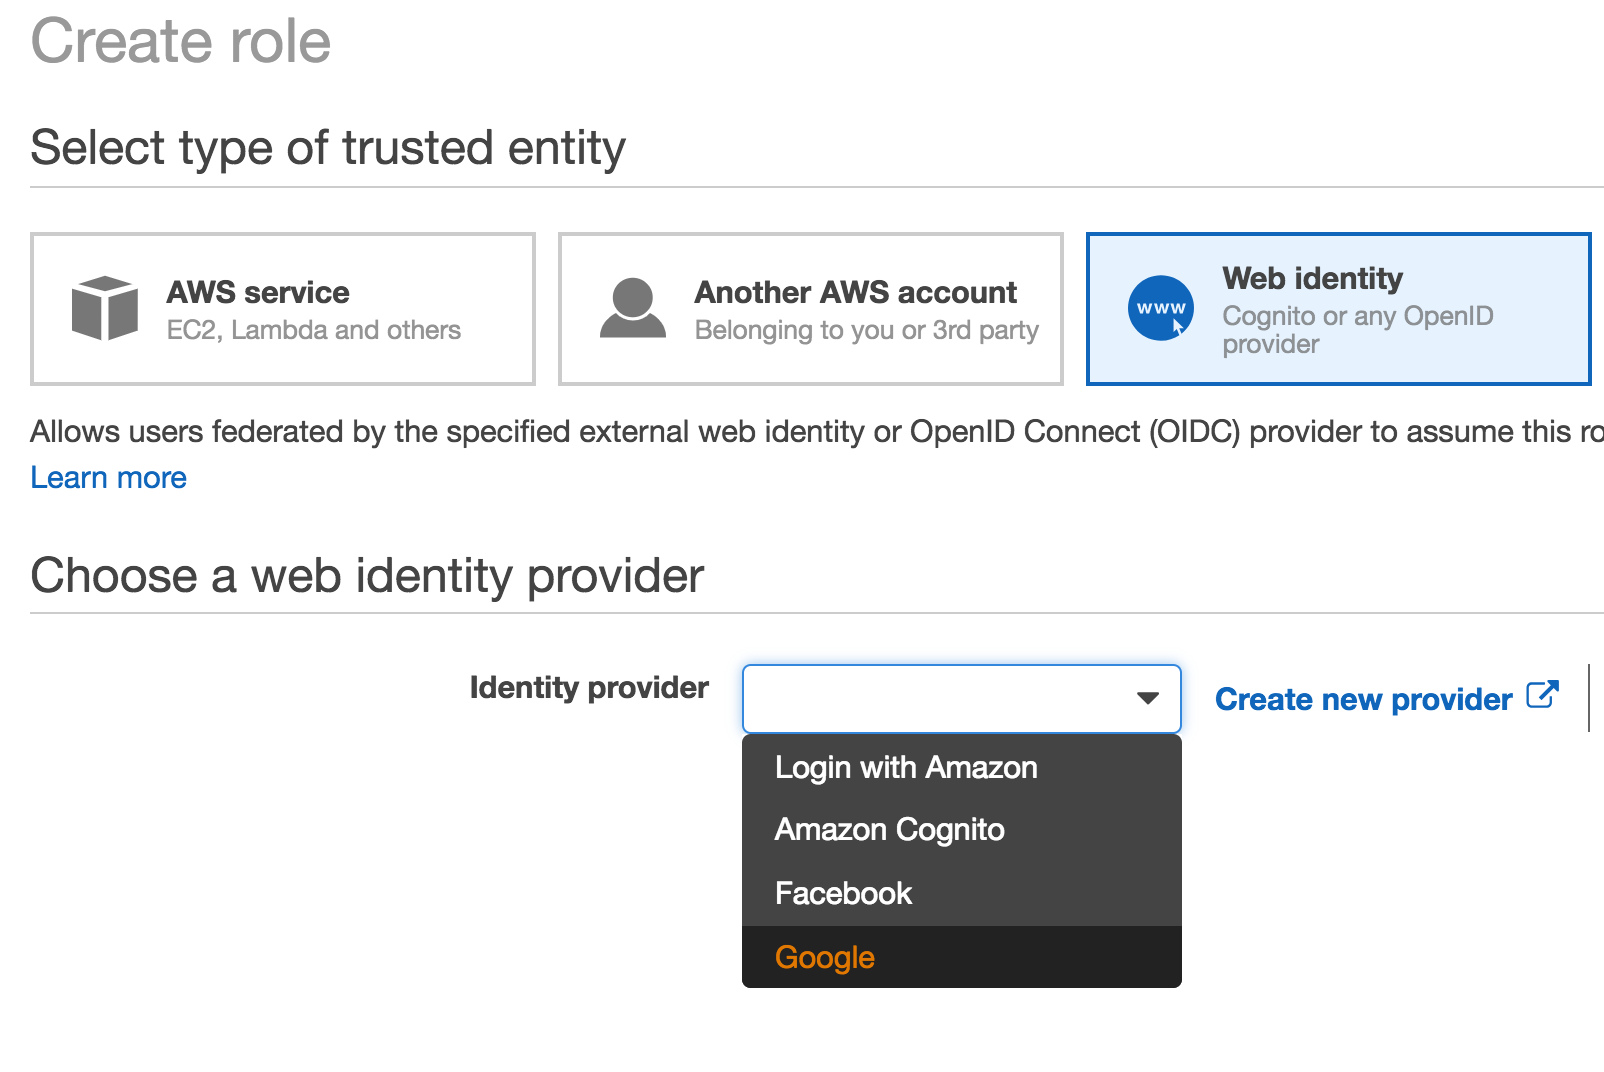 Create role
Select type of trusted entity
AWS service
EC2, Lambda and others
Another AWS account
Belonging to you or 3rd party
www
Web identity
Cognito or any OpenID
provider
Allows users federated by the specified external web identity or OpenID Connect (OIDC) provider to assume this ro
Learn more
Choose a web identity provider
Identity provider
Create new provider
Login with Amazon
Amazon Cognito
Facebook
Google